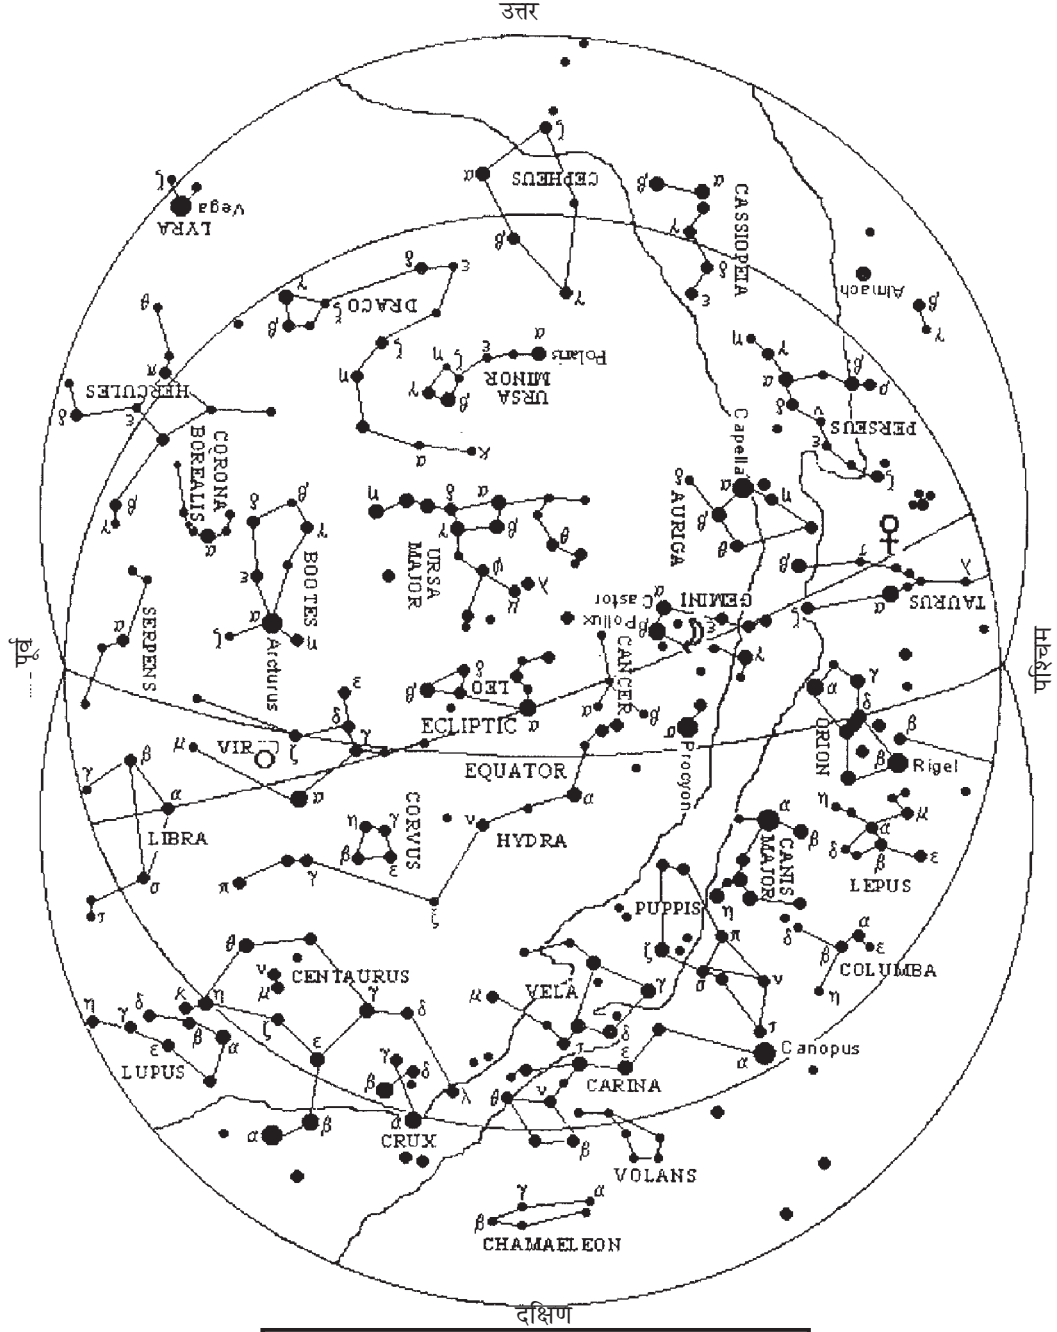 उत्तर
ζ
α
CEPHEUS
β
γ
β
α
γ
δ
ε
CASSIOPEIA
ζ
Vega
LYRA
Almach
β
γ
δ
ε
γ
β
ζ
DRACO
ζ
η
α
κ
θ
π
HERCULES
δ
ε
β
γ
α
Polaris
ε
ζ
η
γ
β
URSA
MINOR
η
γ
α
β
ρ
δ
ν
ε
ζ
PERSEUS
Capella
α
δ
β
η
θ
AURIGA
CORONA
BOREALIS
α
δ
β
γ
ε
α
ζ
η
BOOTES
Arcturus
η
δ
α
γ
β
θ
ψ
μ
λ
URSA
MAJOR
♀
β
τ
λ
α
ζ
TAURUS
α
Castor
GEMINI
β
Pollux
ε
γ
SERPENS
α
पूर्व
पश्चिम
CANCER
α
β
δ
β
LEO
α
ECLIPTIC
EQUATOR
α
Procyon
α
γ
δ
β
β
ORION
Rigel
ε
δ
γ
ζ
μ
VIR
α
γ
β
α
LIBRA
σ
τ
CORVUS
η
γ
β
ε
ν
HYDRA
α
π
γ
ξ
α
β
CANIS
MAJOR
η
η
μ
α
δ
β
ε
LEPUS
PUPPIS
ζ
π
σ
ν
τ
δ
α
β
ε
η
COLUMBA
θ
ν
μ
CENTAURUS
κ
η
ζ
ε
γ
δ
λ
α
β
η
γ
δ
β
α
ε
LUPUS
VELA
μ
γ
δ
τ
ε
CARINA
θ
ν
β
α
Canopus
γ
δ
β
α
CRUX
VOLANS
γ
α
β
CHAMAELEON
दक्षिण